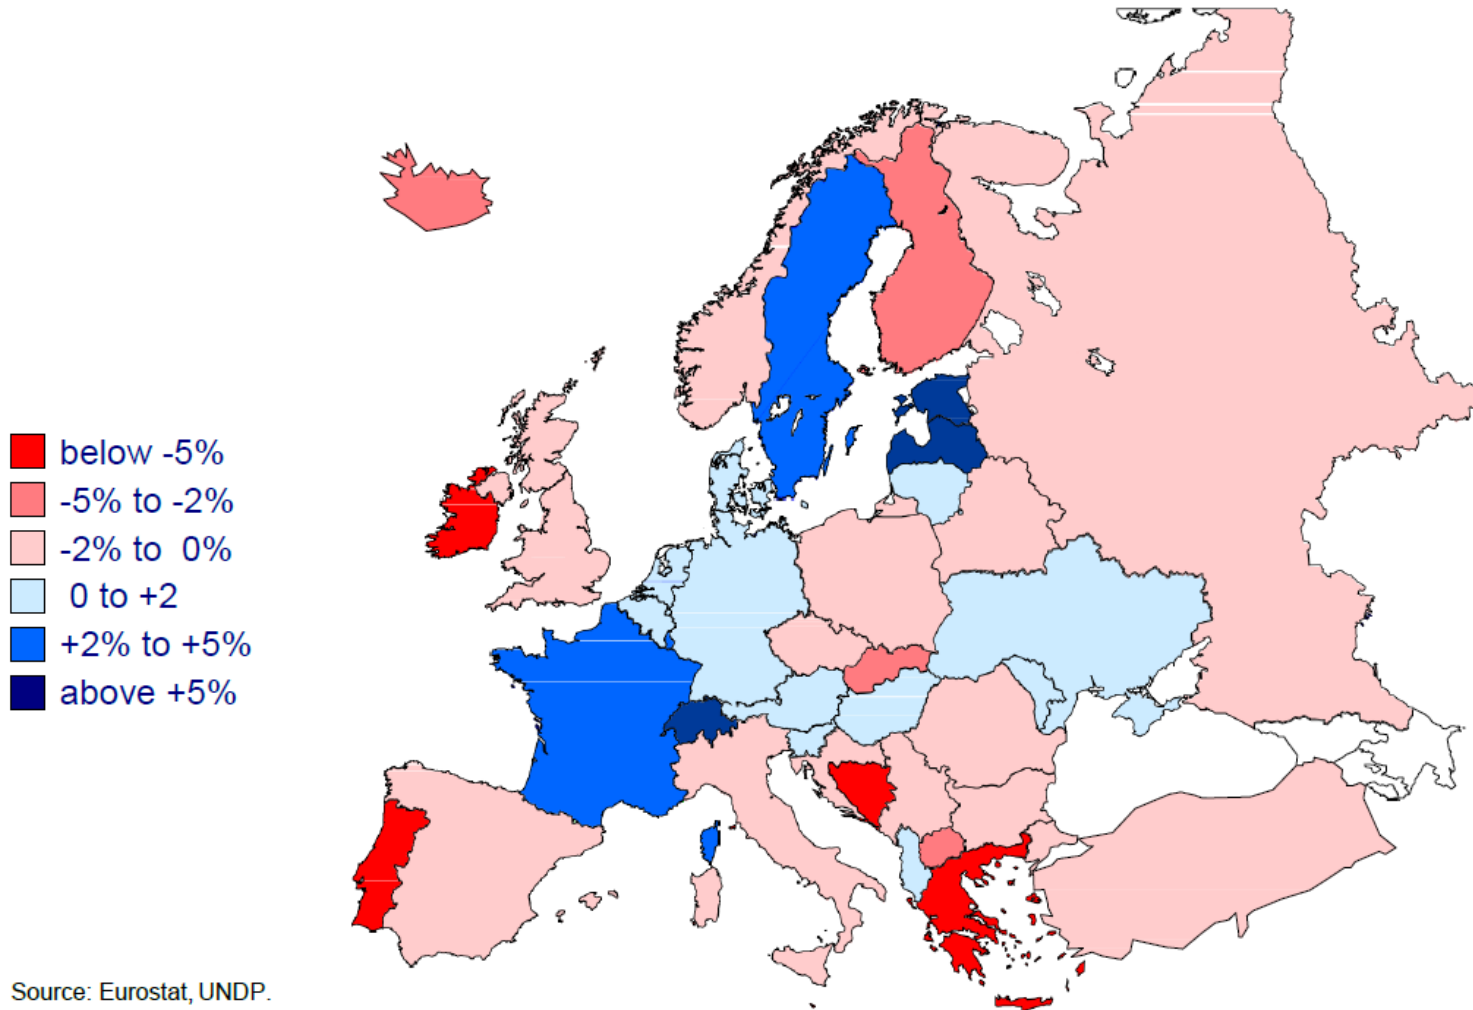 below -5%
-5% to -2%
-2% to 0%
0 to +2
+2% to +5%
above +5%
Source: Eurostat, UNDP.